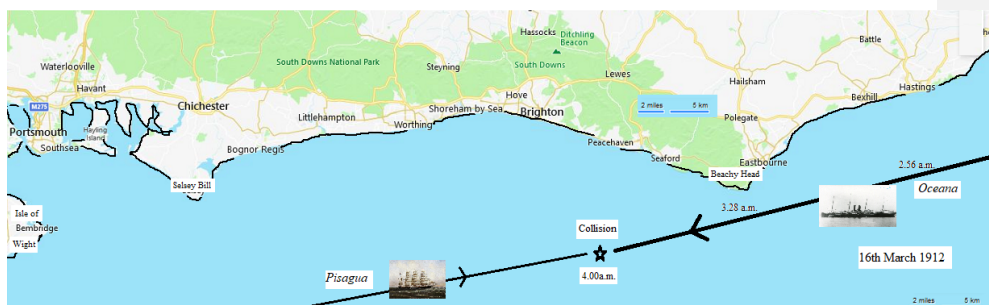 Battle
Hassocks
Ditchling
Beacon
Waterlooville
South Downs National Park
Steyning
South Downs
Lewes
Hailsham
Havant
Hastings
M275
Chichester
Hove
2 miles
5 km
Bexhill
Littlehampton
Shoreham by Sea
Brighton
Polegate
Portsmouth
Hayling
Island
Worthing
Southsea
Bognor Regis
Peacehaven
Seaford
Eastbourne
2.56 a.m.
Beachy Head
Selsey Bill
Oceana
3.28 a.m.
Isle of
Bembridge
Wight
Collision
16th March 1912
Pisagua
4.00a.m.
2 miles
5 km